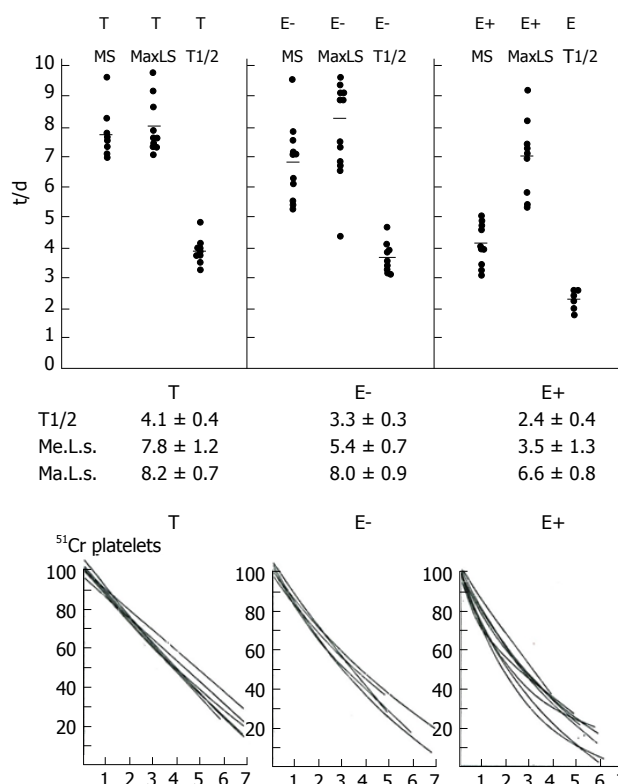 T T T E- E- E- E+ E+ E
MS MaxLS T1/2 MS MaxLS T1/2 MS MaxLS T1/2
10
9
8
7
6
5
4
3
2
1
0
t/d
T E- E+
T1/2 4.1 ± 0.4 3.3 ± 0.3 2.4 ± 0.4
Me.L.s. 7.8 ± 1.2 5.4 ± 0.7 3.5 ± 1.3
Ma.L.s. 8.2 ± 0.7 8.0 ± 0.9 6.6 ± 0.8
T E- E+
51Cr platelets
100 100 100
80 80 80
60 60 60
40 40 40
20 20 20
1 2 3 4 5 6 7 1 2 3 4 5 6 7 1 2 3 4 5 6 7